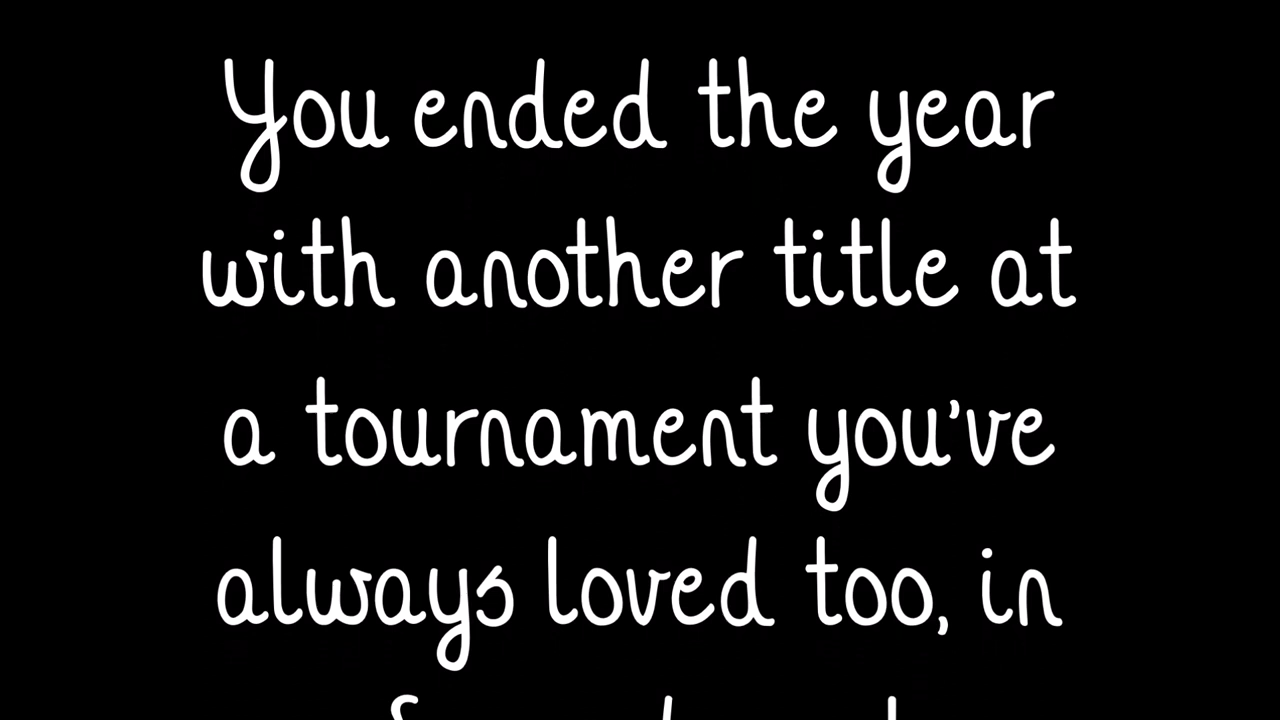 You ended the year
with another title at
a tournament you've
always loved too, in